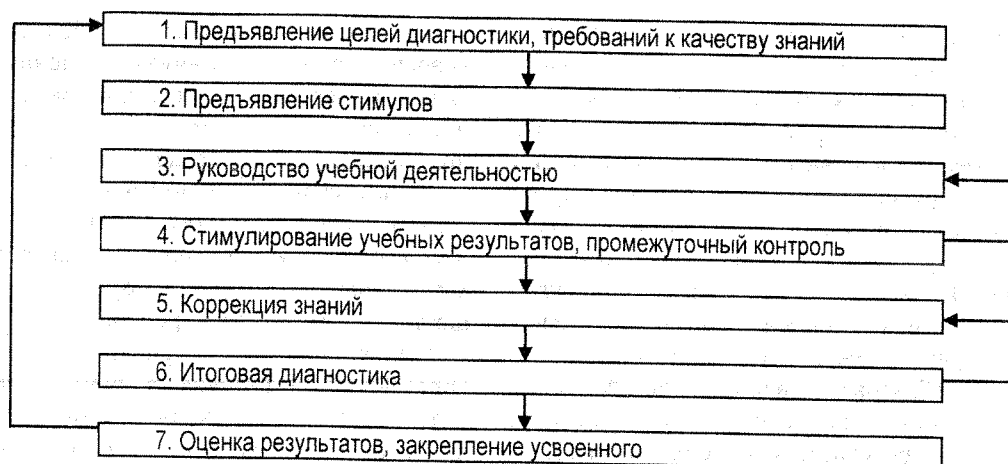 1. Предъявление целей диагностики, требований к качеству знаний
2. Предъявление стимулов
3. Руководство учебной деятельностью
4. Стимулирование учебных результатов, промежуточный контроль
5. Коррекция знаний
6. Итоговая диагностика
7. Оценка результатов, закрепление усвоенного